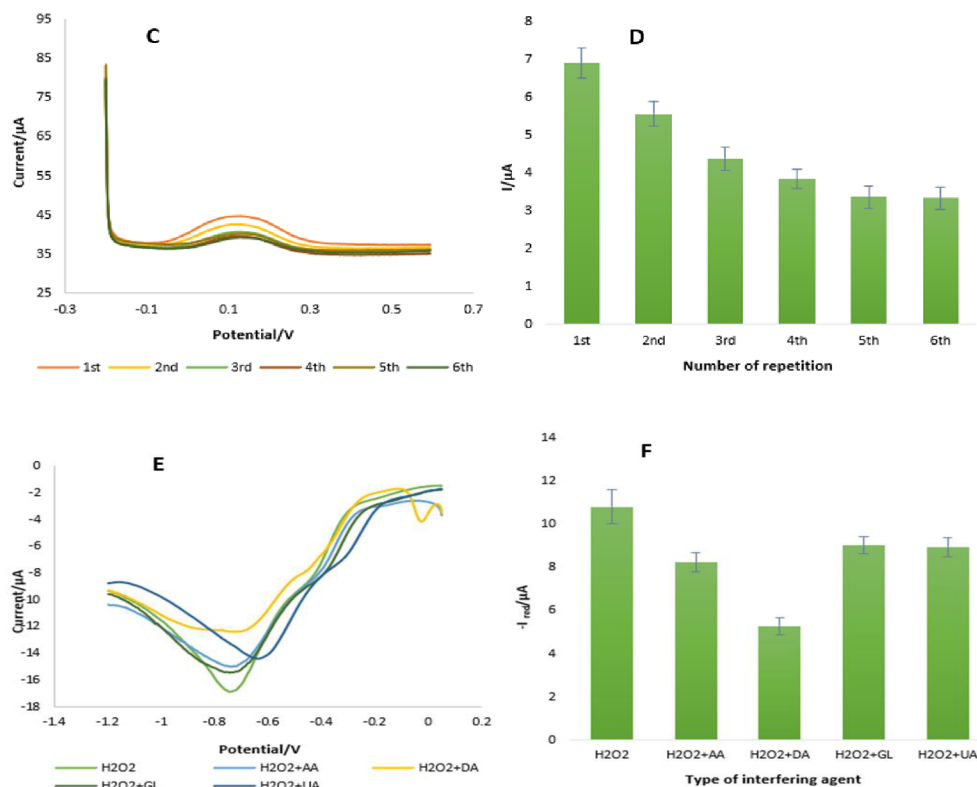 C
95
85
75
65
55
45
35
25
Current/µA
-0.3 -0.1 0.1 0.3 0.5 0.7
Potential/V
1st 2nd 3rd 4th 5th 6th
D
8
7
6
5
4
3
2
1
0
I/µA
1st 2nd 3rd 4th 5th 6th
Number of repetition
E
0
-2
-4
-6
-8
-10
-12
-14
-16
-18
Current/µA
-1.4 -1.2 -1 -0.8 -0.6 -0.4 -0.2 0 0.2
Potential/V
H2O2 H2O2+AA H2O2+DA
H2O2+GL H2O2+UA
F
14
12
10
8
6
4
2
0
-I red/µA
H2O2 H2O2+AA H2O2+DA H2O2+GL H2O2+UA
Type of interfering agent